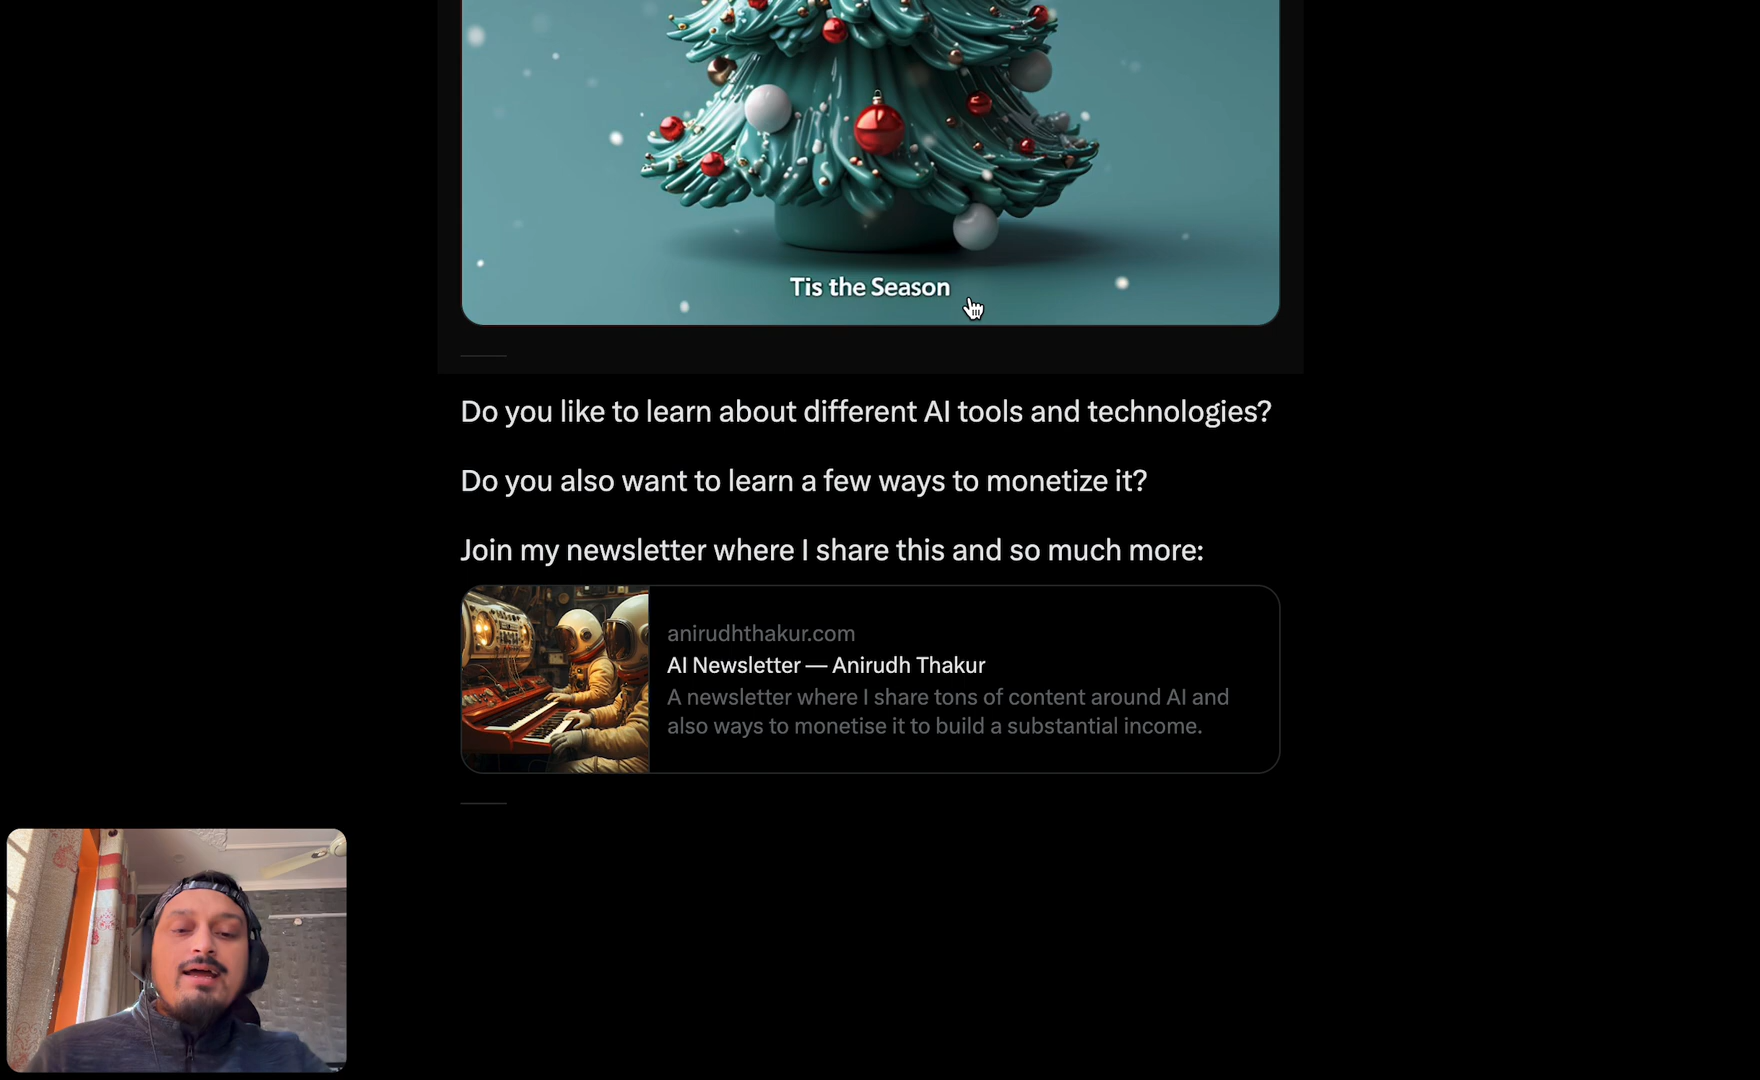 Tis the Season
Do you like to learn about different AI tools and technologies?
Do you also want to learn a few ways to monetize it?
Join my newsletter where I share this and so much more:
anirudhthakur.com
AI Newsletter — Anirudh Thakur
A newsletter where I share tons of content around AI and
also ways to monetise it to build a substantial income.